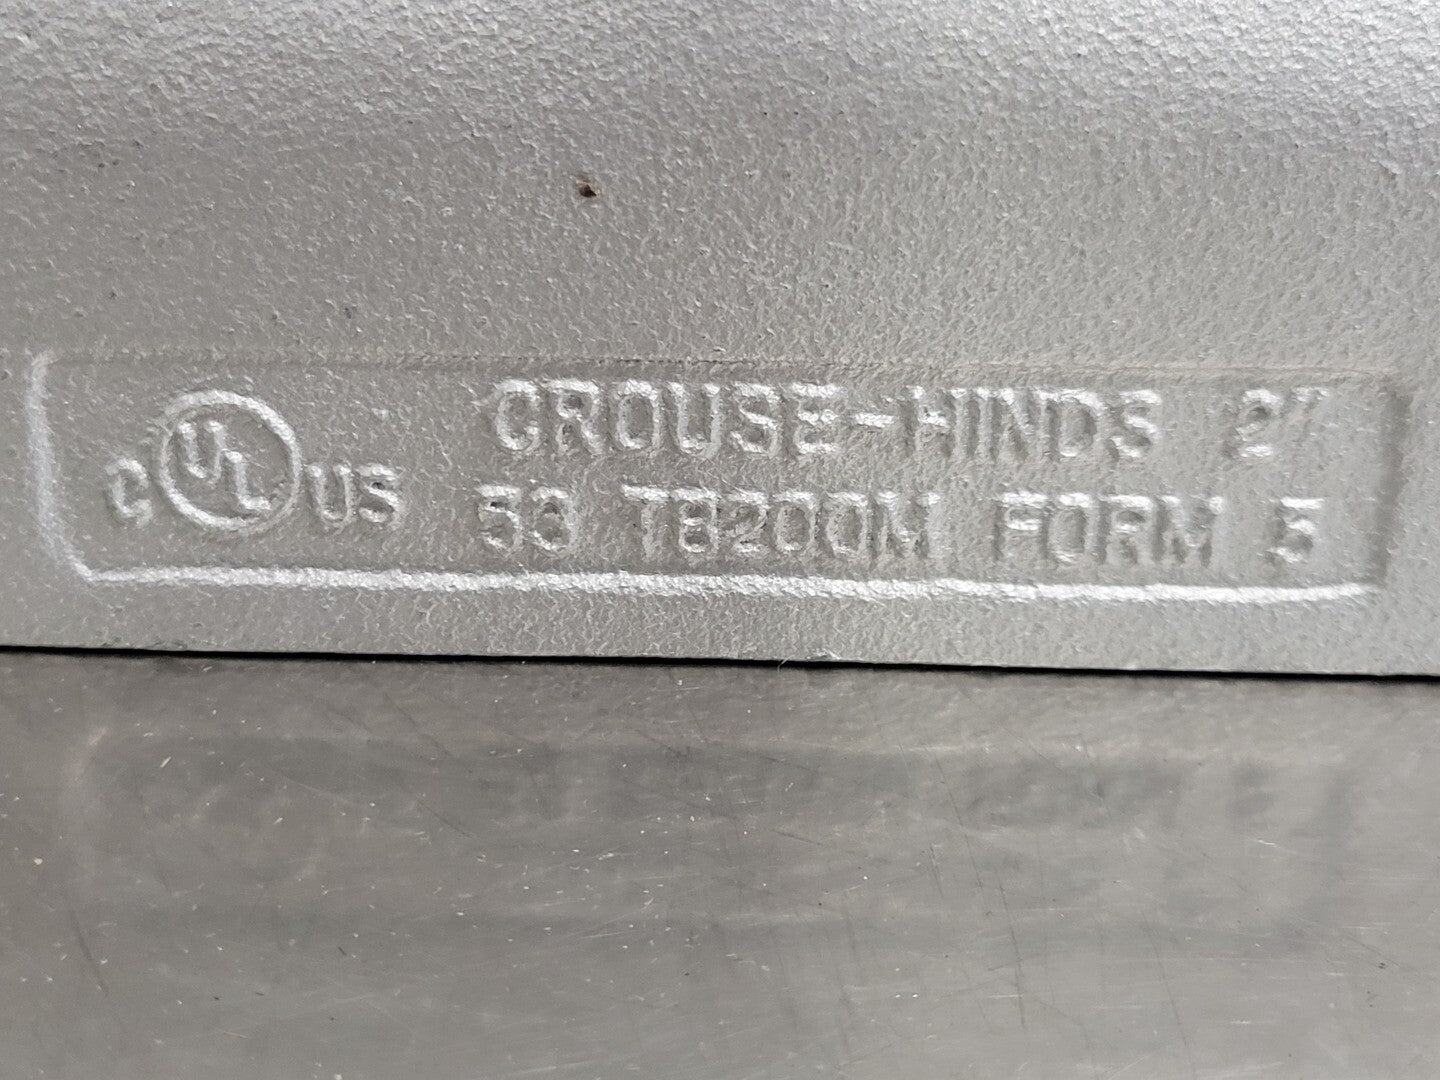 C UL US CROUSE-HINDS 2"
53 TB200M FORM 5